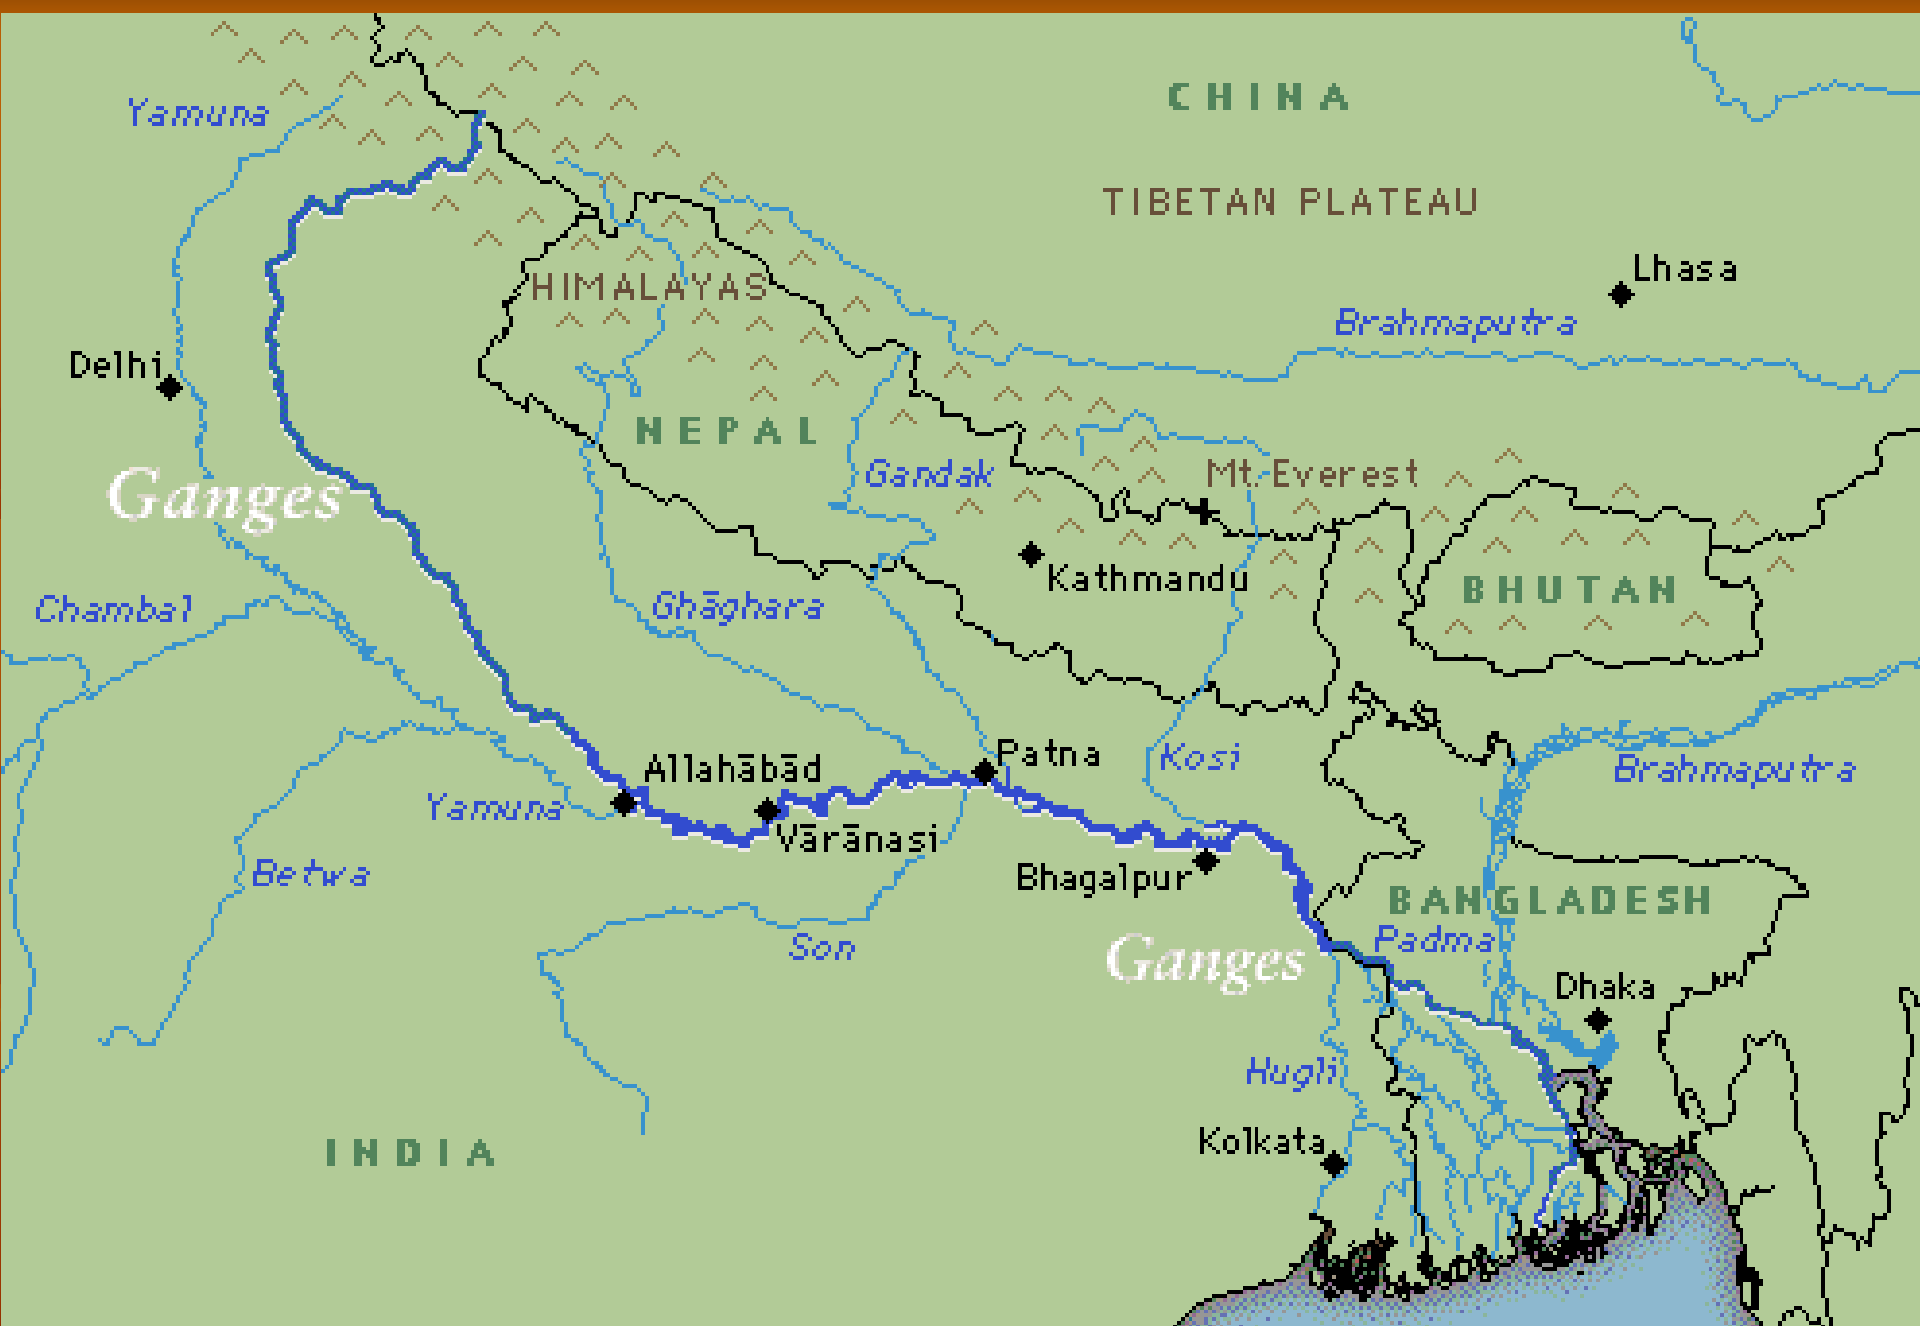 CHINA
Yamuna
TIBETAN PLATEAU
Lhasa
HIMALAYAS
Brahmaputra
Delhi
NEPAL
Gandak
Mt. Everest
Ganges
Kathmandu
BHUTAN
Chambal
Ghāghara
Patna
Kosi
Allahābād
Brahmaputra
Yamuna
Vārānasi
Betwa
Bhagalpur
BANGLADESH
Son
Padma
Ganges
Dhaka
Hugli
Kolkata
INDIA